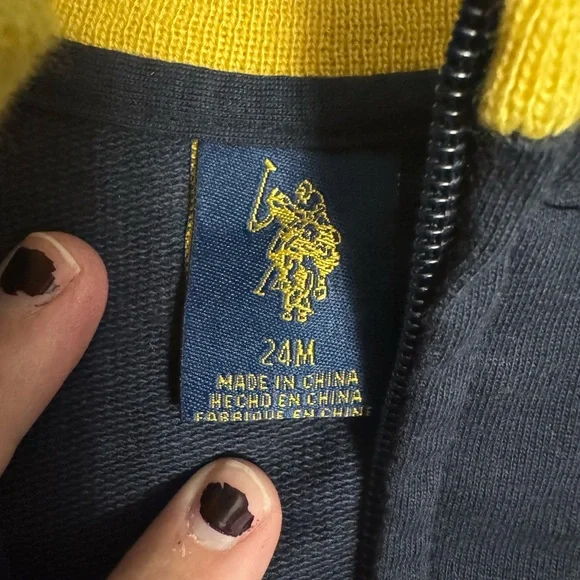 24M
MADE IN CHINA
HECHO EN CHINA
FABRIQUE EN CHINE